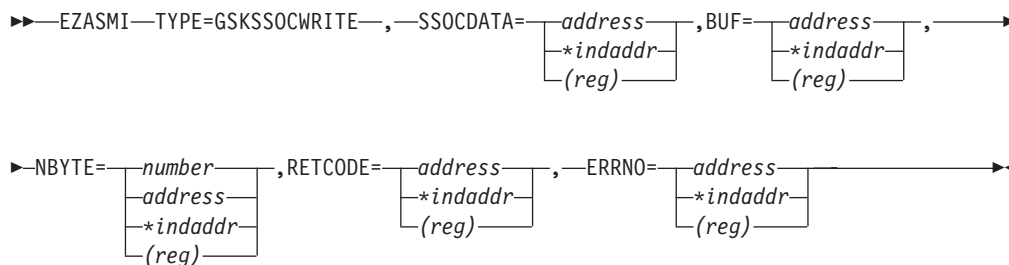 ►►—EZASMI—TYPE=GSKSSOCWRITE—,—SSOCDATA=—address—,BUF=—address—,—►
*indaddr *indaddr
(reg) (reg)
►—NBYTE=—number—,RETCODE=—address—,—ERRNO=—address—►◄
address *indaddr *indaddr
*indaddr (reg) (reg)
(reg)